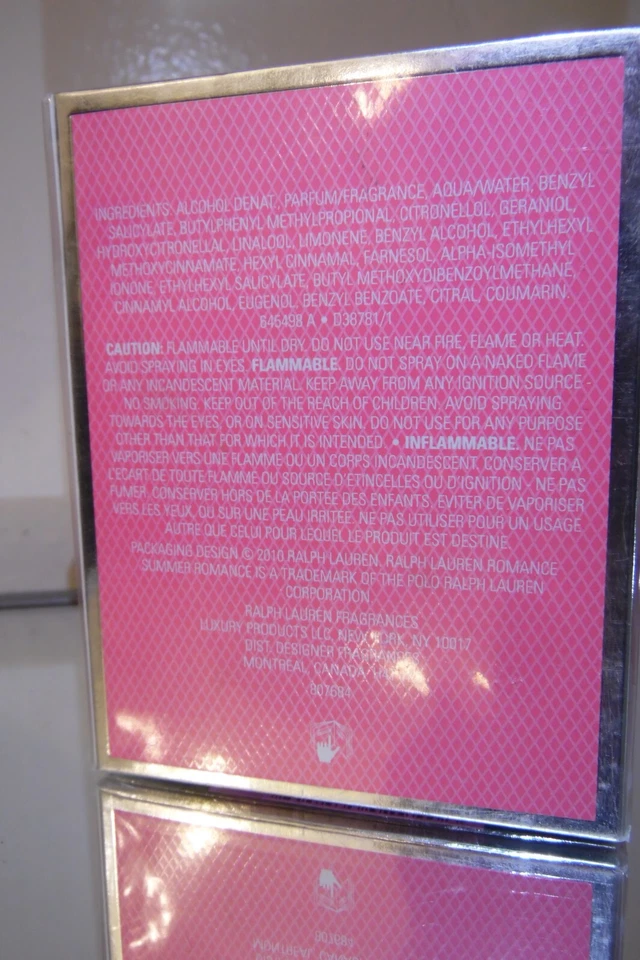 INGREDIENTS: ALCOHOL DENAT., PARFUM/FRAGRANCE, AQUA/WATER, BENZYL
SALICYLATE, BUTYLPHENYL METHYLPROPIONAL, CITRONELLOL, GERANIOL,
HYDROXYCITRONELLAL, LINALOOL, LIMONENE, BENZYL ALCOHOL, ETHYLHEXYL
METHOXYCINNAMATE, HEXYL CINNAMAL, FARNESOL, ALPHA-ISOMETHYL
IONONE, ETHYLHEXYL SALICYLATE, BUTYL METHOXYDIBENZOYLMETHANE,
CINNAMYL ALCOHOL, EUGENOL, BENZYL BENZOATE, CITRAL, COUMARIN.
645498 A • D38781/1
CAUTION: FLAMMABLE UNTIL DRY. DO NOT USE NEAR FIRE, FLAME OR HEAT.
AVOID SPRAYING IN EYES. FLAMMABLE. DO NOT SPRAY ON A NAKED FLAME
OR ANY INCANDESCENT MATERIAL. KEEP AWAY FROM ANY IGNITION SOURCE -
NO SMOKING. KEEP OUT OF THE REACH OF CHILDREN. AVOID SPRAYING
TOWARDS THE EYES, OR ON SENSITIVE SKIN. DO NOT USE FOR ANY PURPOSE
OTHER THAN THAT FOR WHICH IT IS INTENDED. • INFLAMMABLE. NE PAS
VAPORISER VERS UNE FLAMME OU UN CORPS INCANDESCENT. CONSERVER A
L'ECART DE TOUTE FLAMME OU SOURCE D'ETINCELLES OU D'IGNITION - NE PAS
FUMER. CONSERVER HORS DE LA PORTEE DES ENFANTS. EVITER DE VAPORISER
VERS LES YEUX, OU SUR UNE PEAU IRRITEE. NE PAS UTILISER POUR UN USAGE
AUTRE QUE CELUI POUR LEQUEL LE PRODUIT EST DESTINE.
PACKAGING DESIGN © 2010 RALPH LAUREN. RALPH LAUREN ROMANCE
SUMMER ROMANCE IS A TRADEMARK OF THE POLO RALPH LAUREN
CORPORATION
RALPH LAUREN FRAGRANCES
LUXURY PRODUCTS LLC, NEW YORK, NY 10017
DIST. DESIGNER FRAGRANCES
MONTREAL, CANADA
807684